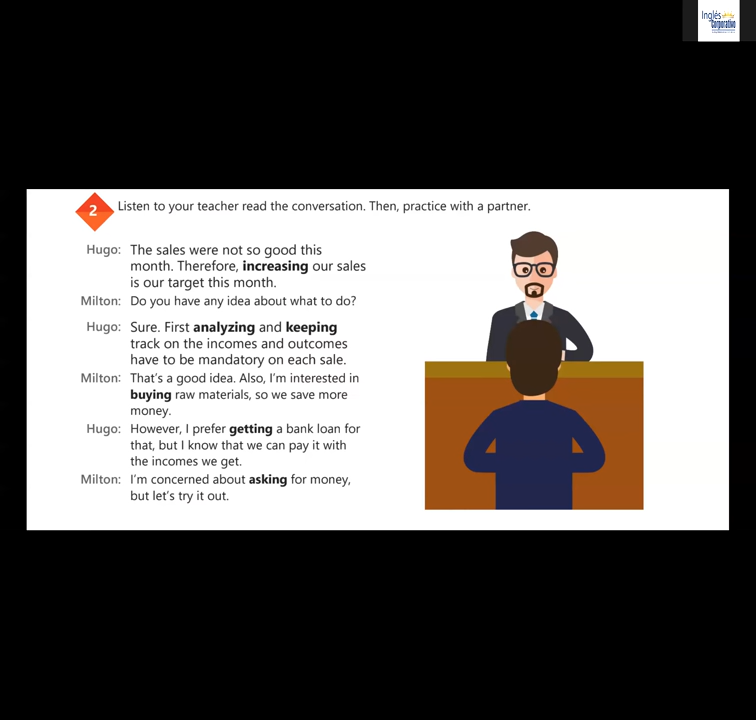 Inglés
Corporativo
2
Listen to your teacher read the conversation. Then, practice with a partner.
Hugo: The sales were not so good this
month. Therefore, increasing our sales
is our target this month.
Milton: Do you have any idea about what to do?
Hugo: Sure. First analyzing and keeping
track on the incomes and outcomes
have to be mandatory on each sale.
Milton: That's a good idea. Also, I'm interested in
buying raw materials, so we save more
money.
Hugo: However, I prefer getting a bank loan for
that, but I know that we can pay it with
the incomes we get.
Milton: I'm concerned about asking for money,
but let's try it out.